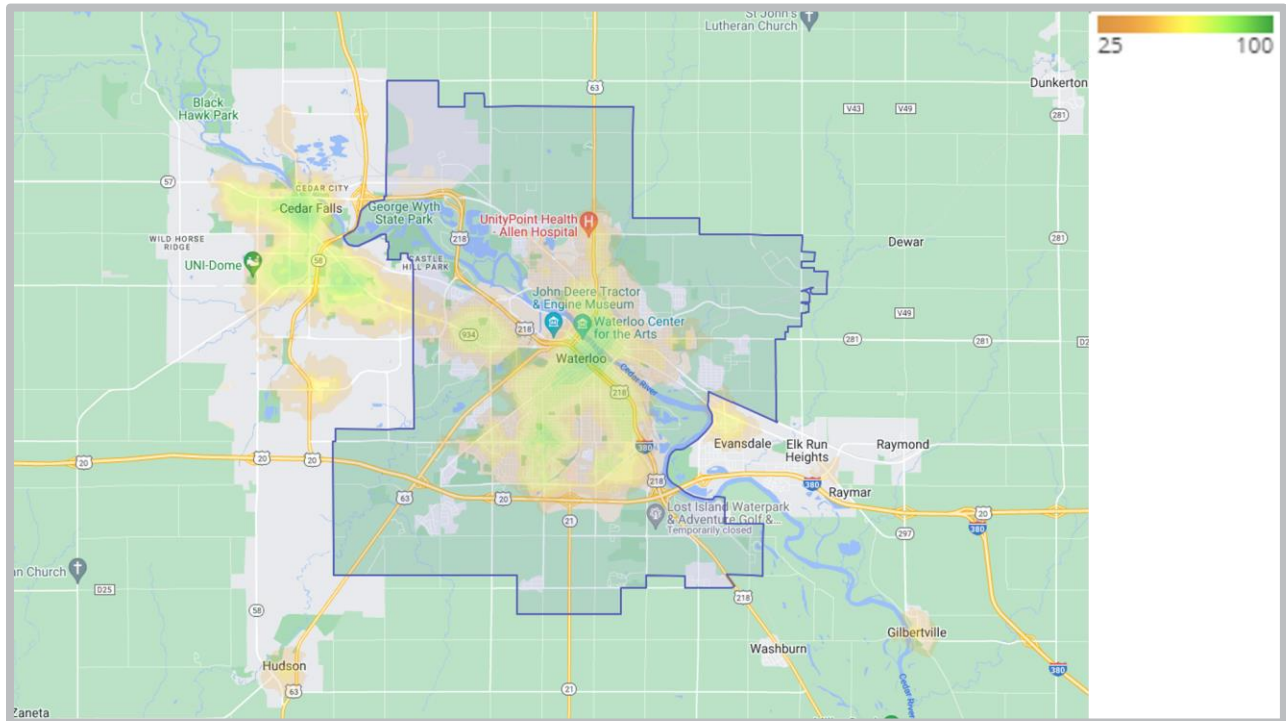 St John's
Lutheran Church
25
100
63
Dunkerton
Black
Hawk Park
V43
V49
281
57
CEDAR CITY
Cedar Falls
George Wyth
State Park
UnityPoint Health
- Allen Hospital
WILD HORSE
RIDGE
218
Dewar
281
UNI-Dome
58
CASTLE
HILL PARK
John Deere Tractor
& Engine Museum
V49
934
218
Waterloo Center
for the Arts
281
281
D2
Waterloo
Cedar River
218
380
Evansdale
Elk Run
Heights
Raymond
20
20
20
218
380
Raymar
63
20
21
Lost Island Waterpark
& Adventure Golf &...
Temporarily closed
20
297
380
an Church
D25
58
218
Gilbertville
Washburn
Hudson
63
21
380
Cedar River
Zaneta